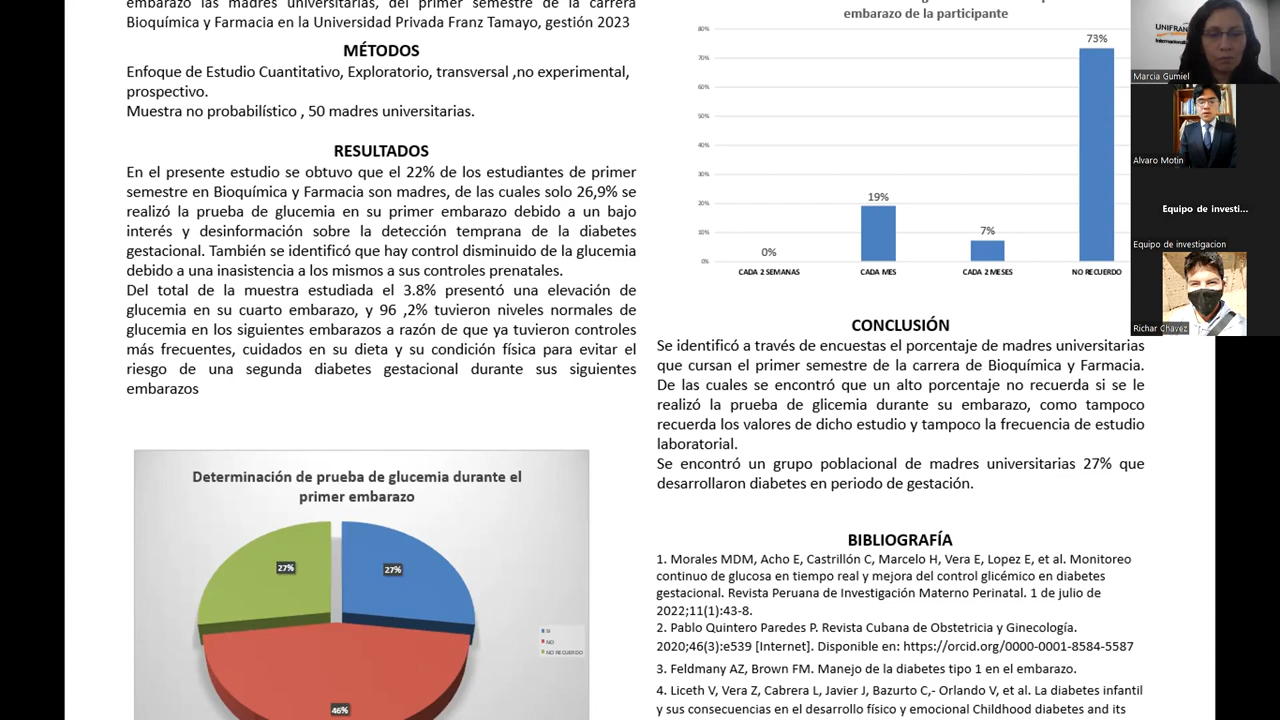 embarazo las madres universitarias, del primer semestre de la carrera
Bioquímica y Farmacia en la Universidad Privada Franz Tamayo, gestión 2023
MÉTODOS
Enfoque de Estudio Cuantitativo, Exploratorio, transversal ,no experimental,
prospectivo.
Muestra no probabilístico , 50 madres universitarias.
RESULTADOS
En el presente estudio se obtuvo que el 22% de los estudiantes de primer
semestre en Bioquímica y Farmacia son madres, de las cuales solo 26,9% se
realizó la prueba de glucemia en su primer embarazo debido a un bajo
interés y desinformación sobre la detección temprana de la diabetes
gestacional. También se identificó que hay control disminuido de la glucemia
debido a una inasistencia a los mismos a sus controles prenatales.
Del total de la muestra estudiada el 3.8% presentó una elevación de
glucemia en su cuarto embarazo, y 96 ,2% tuvieron niveles normales de
glucemia en los siguientes embarazos a razón de que ya tuvieron controles
más frecuentes, cuidados en su dieta y su condición física para evitar el
riesgo de una segunda diabetes gestacional durante sus siguientes
embarazos
Determinación de prueba de glucemia durante el
primer embarazo
27%
27%
46%
SI
NO
NO RECUERDO
embarazo de la participante
80%
70%
60%
50%
40%
30%
20%
10%
0%
0%
19%
7%
73%
CADA 2 SEMANAS
CADA MES
CADA 2 MESES
NO RECUERDO
CONCLUSIÓN
Se identificó a través de encuestas el porcentaje de madres universitarias
que cursan el primer semestre de la carrera de Bioquímica y Farmacia.
De las cuales se encontró que un alto porcentaje no recuerda si se le
realizó la prueba de glicemia durante su embarazo, como tampoco
recuerda los valores de dicho estudio y tampoco la frecuencia de estudio
laboratorial.
Se encontró un grupo poblacional de madres universitarias 27% que
desarrollaron diabetes en periodo de gestación.
BIBLIOGRAFÍA
1. Morales MDM, Acho E, Castrillón C, Marcelo H, Vera E, Lopez E, et al. Monitoreo
continuo de glucosa en tiempo real y mejora del control glicémico en diabetes
gestacional. Revista Peruana de Investigación Materno Perinatal. 1 de julio de
2022;11(1):43-8.
2. Pablo Quintero Paredes P. Revista Cubana de Obstetricia y Ginecología.
2020;46(3):e539 [Internet]. Disponible en: https://orcid.org/0000-0001-8584-5587
3. Feldmany AZ, Brown FM. Manejo de la diabetes tipo 1 en el embarazo.
4. Liceth V, Vera Z, Cabrera L, Javier J, Bazurto C,- Orlando V, et al. La diabetes infantil
y sus consecuencias en el desarrollo físico y emocional Childhood diabetes and its
UNIFRANZ
Marcia Gumiel
Alvaro Motin
Equipo de investi...
Equipo de investigacion
Richar Chavez